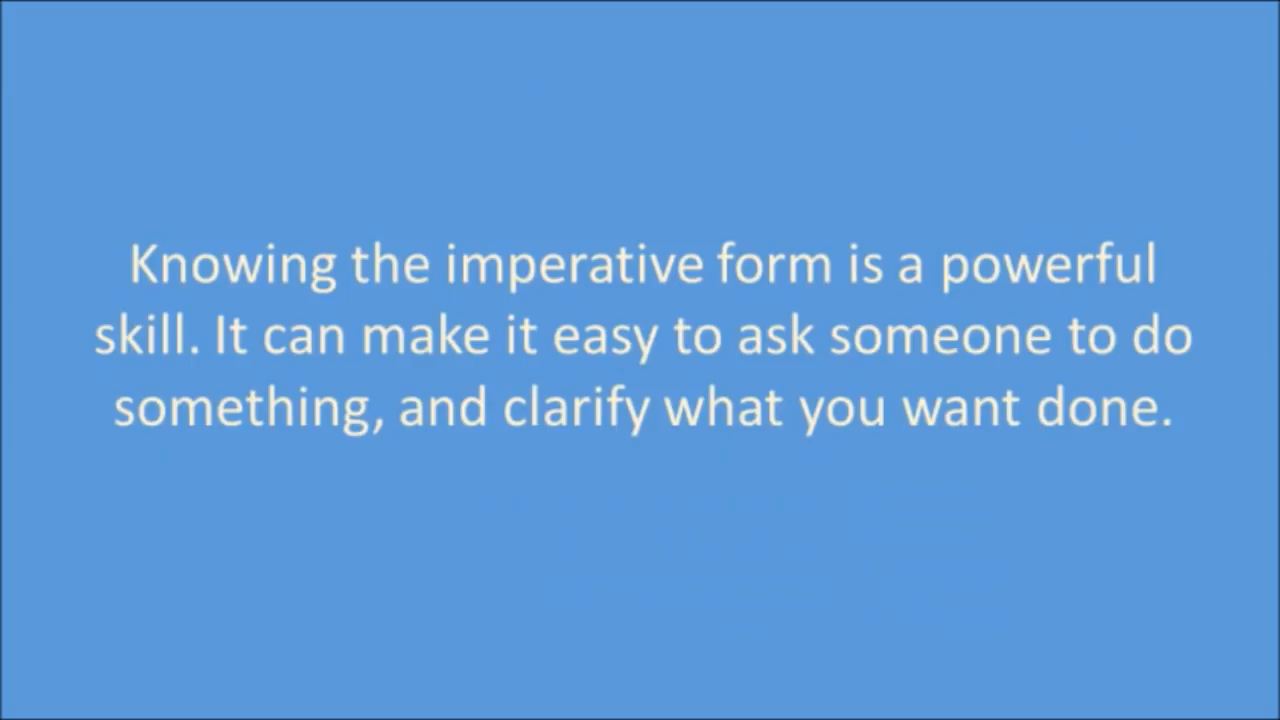 Knowing the imperative form is a powerful
skill. It can make it easy to ask someone to do
something, and clarify what you want done.